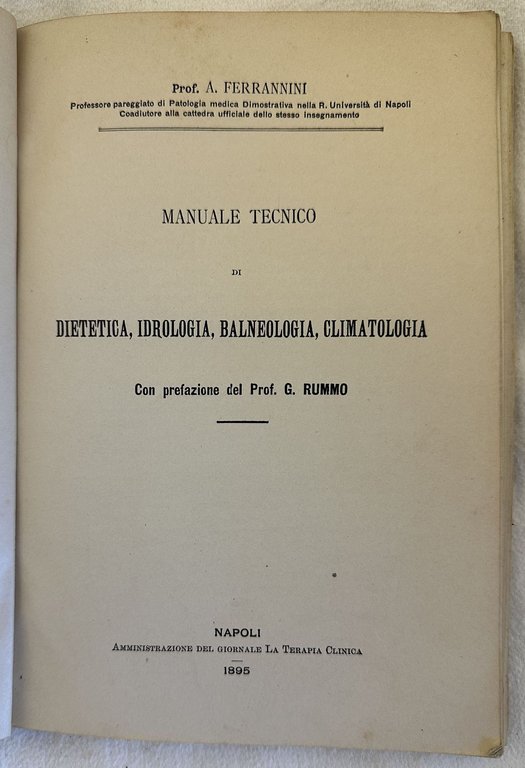 Prof. A. FERRANNINI
Professore pareggiato di Patologia medica Dimostrativa nella R. Università di Napoli
Coadiutore alla cattedra ufficiale dello stesso insegnamento
MANUALE TECNICO
DI
DIETETICA, IDROLOGIA, BALNEOLOGIA, CLIMATOLOGIA
Con prefazione del Prof. G. RUMMO
NAPOLI
AMMINISTRAZIONE DEL GIORNALE LA TERAPIA CLINICA
1895